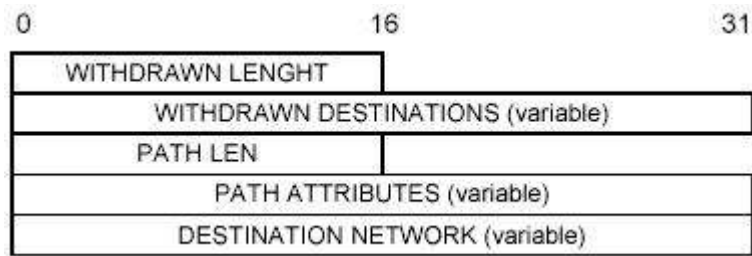 0 16 31
WITHDRAWN LENGHT
WITHDRAWN DESTINATIONS (variable)
PATH LEN
PATH ATTRIBUTES (variable)
DESTINATION NETWORK (variable)